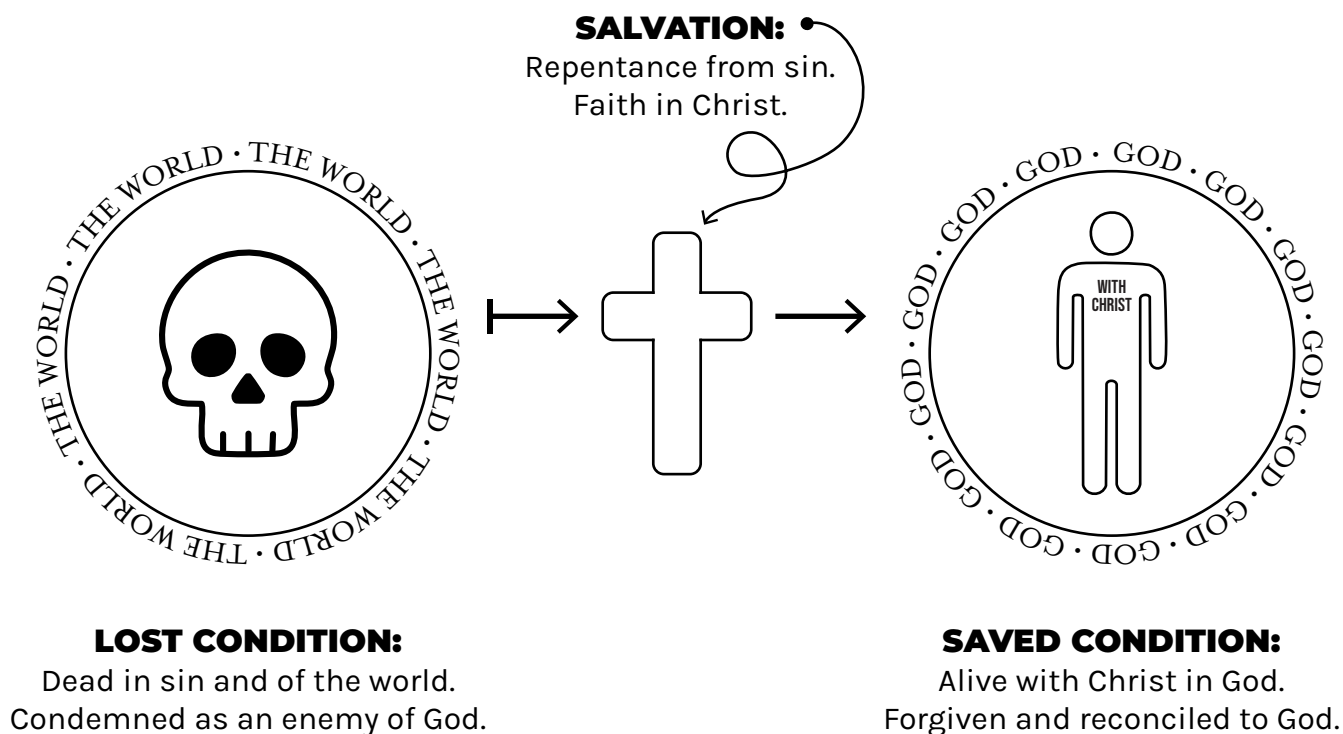 SALVATION:
Repentance from sin.
Faith in Christ.
THE WORLD · THE WORLD · THE WORLD · THE WORLD · THE WORLD · THE WORLD ·
GOD · GOD · GOD · GOD · GOD · GOD · GOD · GOD · GOD · GOD · GOD · GOD · GOD ·
WITH
CHRIST
LOST CONDITION:
Dead in sin and of the world.
Condemned as an enemy of God.
SAVED CONDITION:
Alive with Christ in God.
Forgiven and reconciled to God.